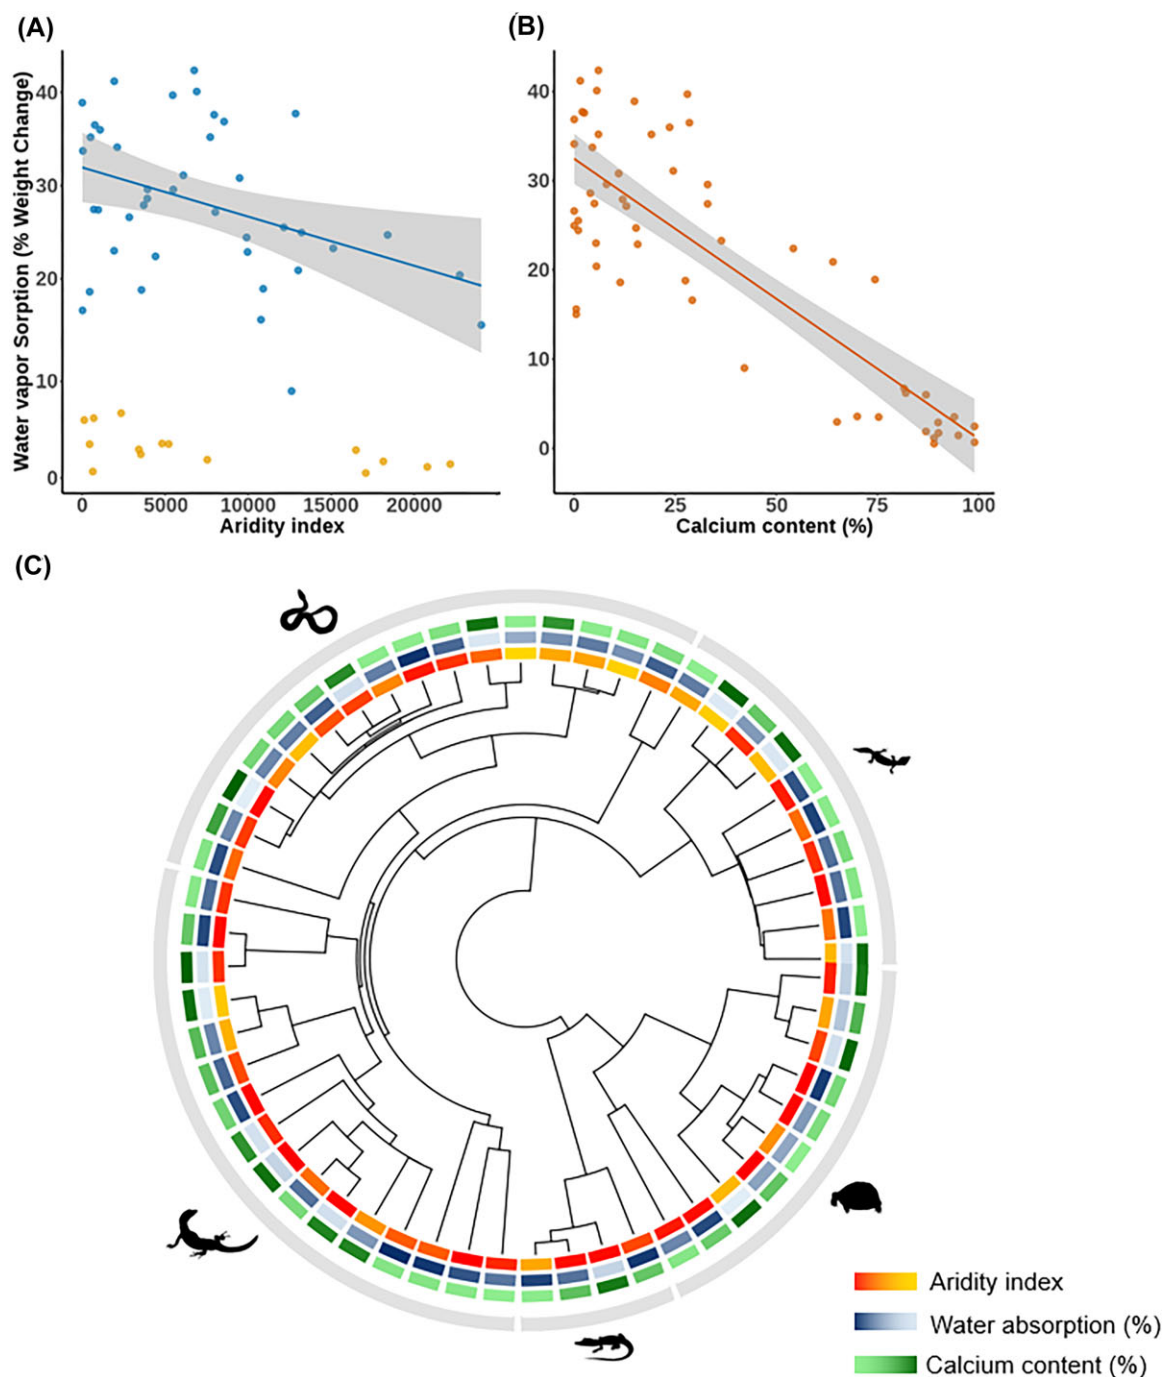 (A)
(B)
Water vapor Sorption (% Weight Change)
40
30
20
10
0
0 5000 10000 15000 20000
Aridity index
40
30
20
10
0
0 25 50 75 100
Calcium content (%)
(C)
Aridity index
Water absorption (%)
Calcium content (%)